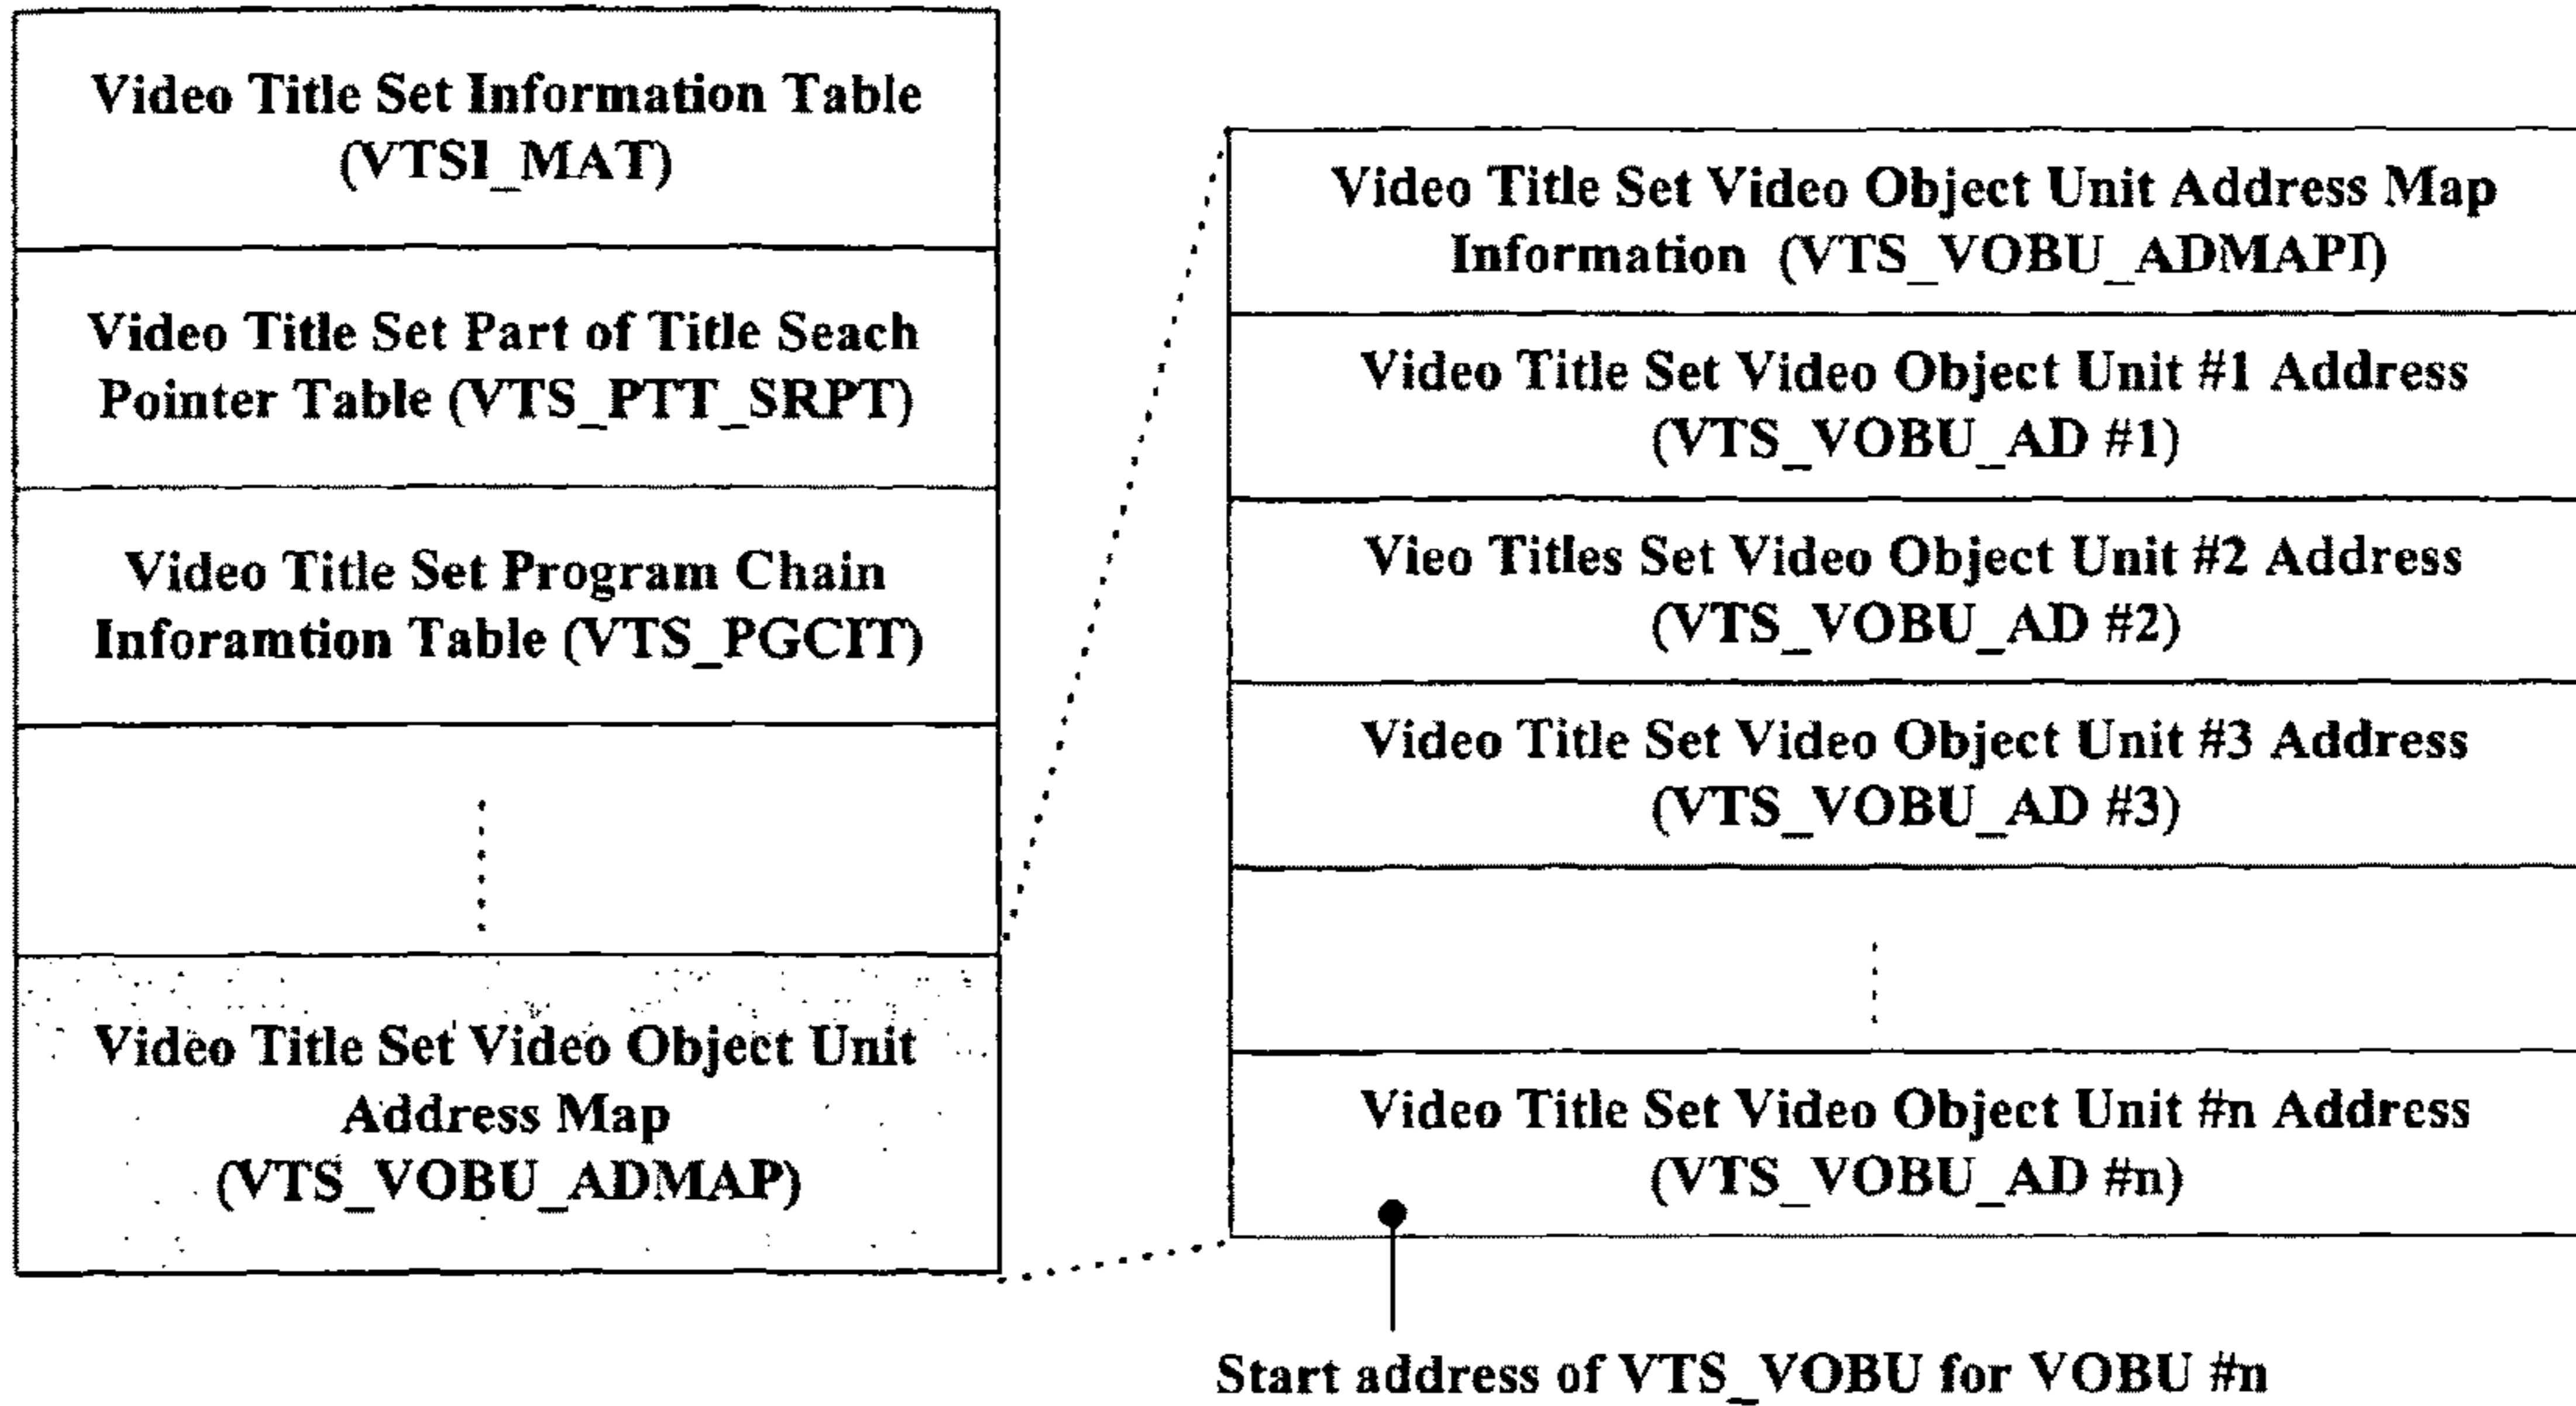 Video Title Set Information Table
(VTSI_MAT)
Video Title Set Part of Title Seach
Pointer Table (VTS_PTT_SRPT)
Video Title Set Program Chain
Inforamtion Table (VTS_PGCIT)
Video Title Set Video Object Unit
Address Map
(VTS_VOBU_ADMAP)
Video Title Set Video Object Unit Address Map
Information (VTS_VOBU_ADMAPI)
Video Title Set Video Object Unit #1 Address
(VTS_VOBU_AD #1)
Vieo Titles Set Video Object Unit #2 Address
(VTS_VOBU_AD #2)
Video Title Set Video Object Unit #3 Address
(VTS_VOBU_AD #3)
Video Title Set Video Object Unit #n Address
(VTS_VOBU_AD #n)
Start address of VTS_VOBU for VOBU #n